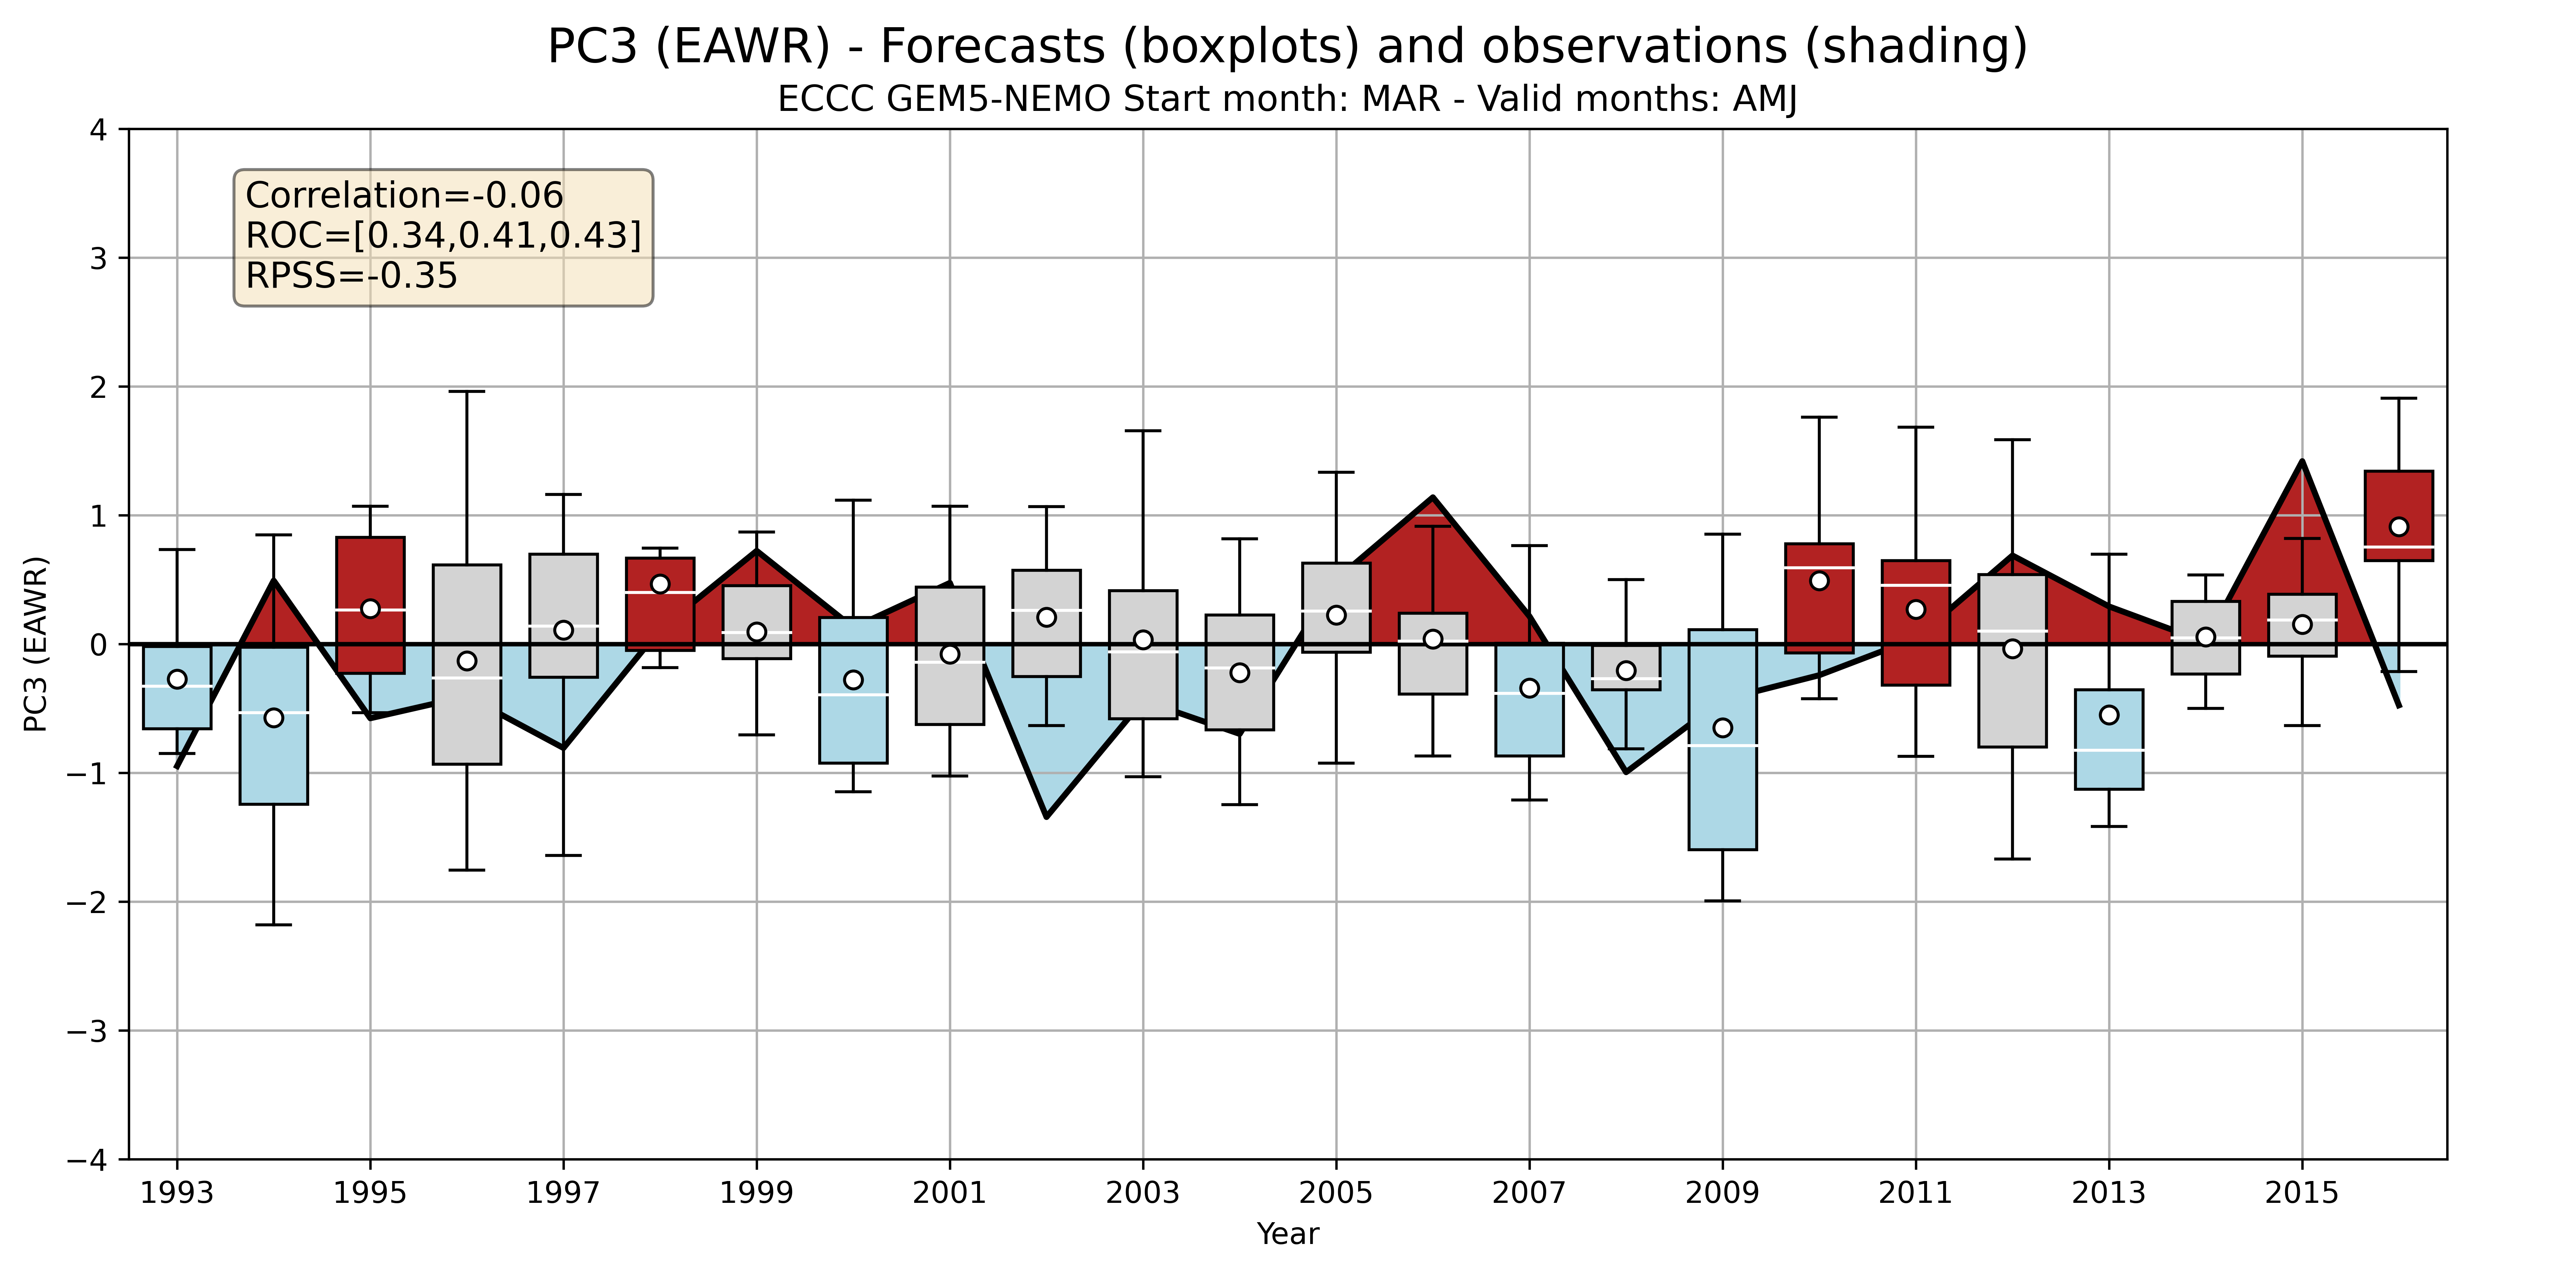 PC3 (EAWR) - Forecasts (boxplots) and observations (shading)
ECCC GEM5-NEMO Start month: MAR - Valid months: AMJ
Correlation=-0.06
ROC=[0.34,0.41,0.43]
RPSS=-0.35
PC3 (EAWR)
4
3
2
1
0
−1
−2
−3
−4
1993 1995 1997 1999 2001 2003 2005 2007 2009 2011 2013 2015
Year